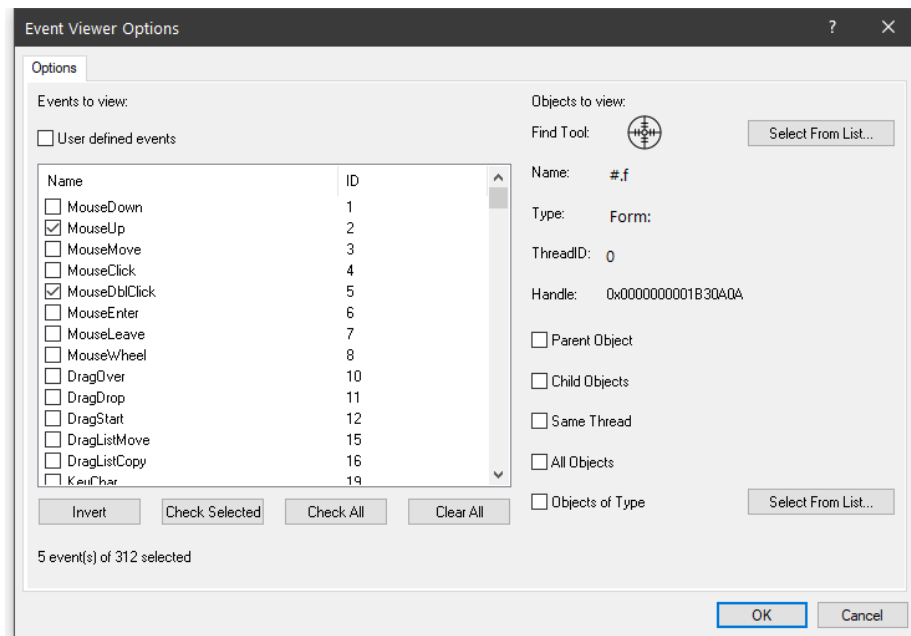 Event Viewer Options
?
Options
Events to view:
User defined events
Name ID
MouseDown 1
MouseUp 2
MouseMove 3
MouseClick 4
MouseDblClick 5
MouseEnter 6
MouseLeave 7
MouseWheel 8
DragOver 10
DragDrop 11
DragStart 12
DragListMove 15
DragListCopy 16
KeyChar 19
Invert Check Selected Check All Clear All
5 event(s) of 312 selected
Objects to view:
Find Tool: Select From List...
Name: #.f
Type: Form:
ThreadID: 0
Handle: 0x0000000001B30A0A
Parent Object
Child Objects
Same Thread
All Objects
Objects of Type Select From List...
OK Cancel